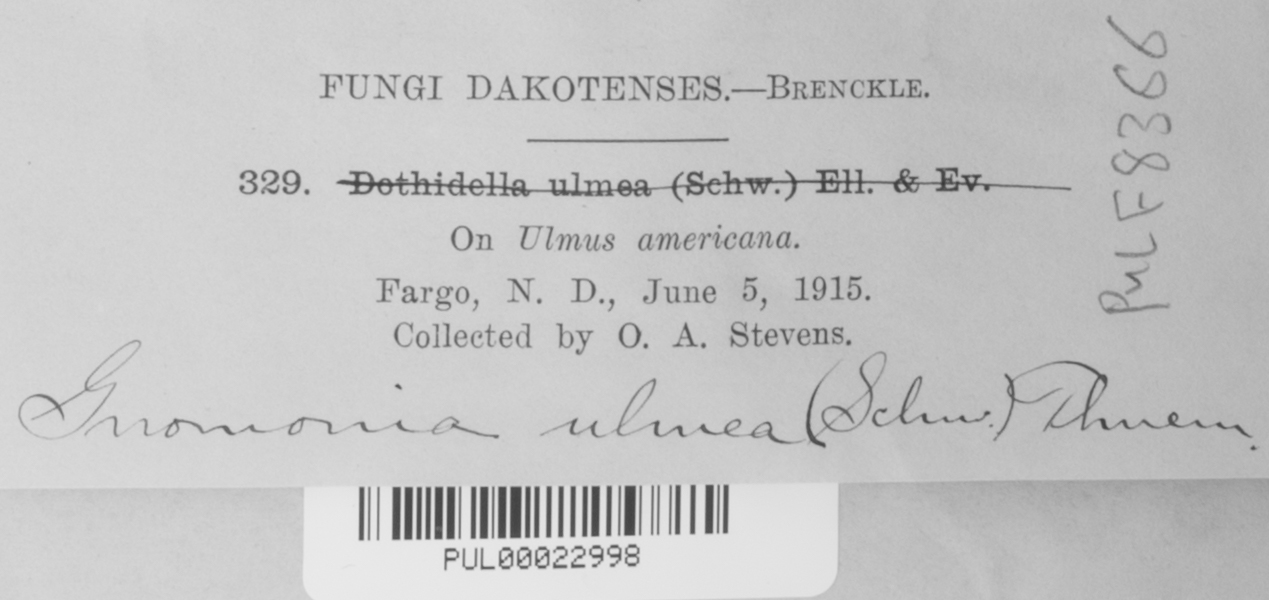 FUNGI DAKOTENSES.—BRENCKLE.
329. Dothidella ulmea (Schw.) Ell. & Ev.
On Ulmus americana.
Fargo, N. D., June 5, 1915.
Collected by O. A. Stevens.
Gnomonia ulmea (Schw.) Thuem.
PUL F8366
PUL00022998